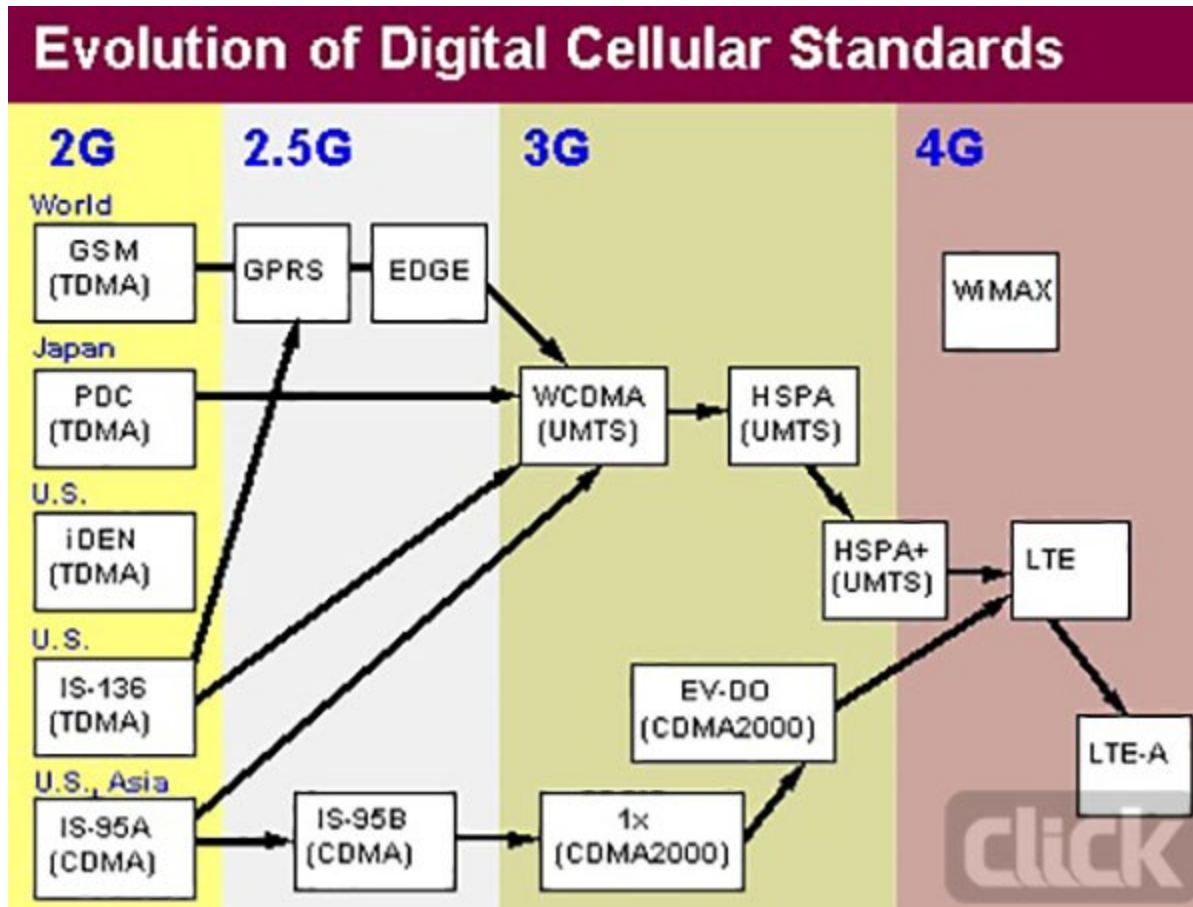 Evolution of Digital Cellular Standards
2G
2.5G
3G
4G
World
GSM
(TDMA)
GPRS
EDGE
WiMAX
Japan
PDC
(TDMA)
WCDMA
(UMTS)
HSPA
(UMTS)
U.S.
iDEN
(TDMA)
HSPA+
(UMTS)
LTE
U.S.
IS-136
(TDMA)
EV-DO
(CDMA2000)
LTE-A
U.S., Asia
IS-95A
(CDMA)
IS-95B
(CDMA)
1x
(CDMA2000)
click